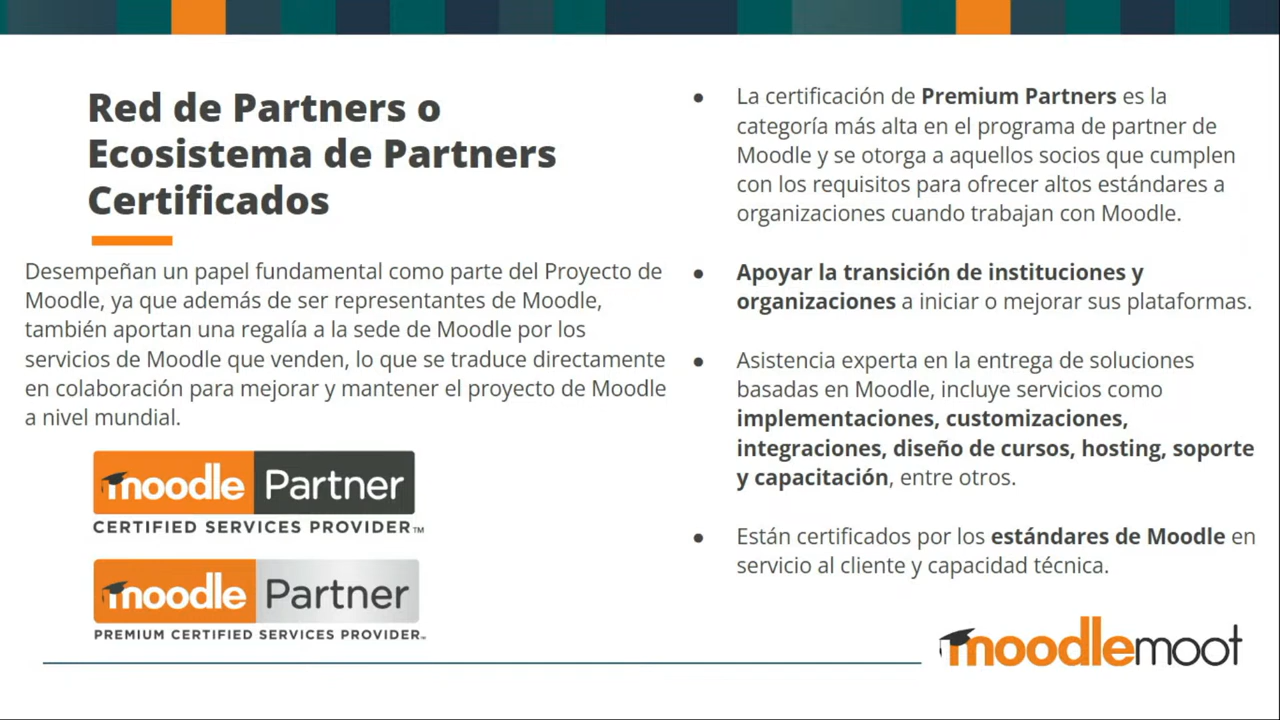 Red de Partners o
Ecosistema de Partners
Certificados
Desempeñan un papel fundamental como parte del Proyecto de
Moodle, ya que además de ser representantes de Moodle,
también aportan una regalía a la sede de Moodle por los
servicios de Moodle que venden, lo que se traduce directamente
en colaboración para mejorar y mantener el proyecto de Moodle
a nivel mundial.
moodle Partner
CERTIFIED SERVICES PROVIDER™
moodle Partner
PREMIUM CERTIFIED SERVICES PROVIDER™
● La certificación de Premium Partners es la
categoría más alta en el programa de partner de
Moodle y se otorga a aquellos socios que cumplen
con los requisitos para ofrecer altos estándares a
organizaciones cuando trabajan con Moodle.
● Apoyar la transición de instituciones y
organizaciones a iniciar o mejorar sus plataformas.
● Asistencia experta en la entrega de soluciones
basadas en Moodle, incluye servicios como
implementaciones, customizaciones,
integraciones, diseño de cursos, hosting, soporte
y capacitación, entre otros.
● Están certificados por los estándares de Moodle en
servicio al cliente y capacidad técnica.
moodlemoot